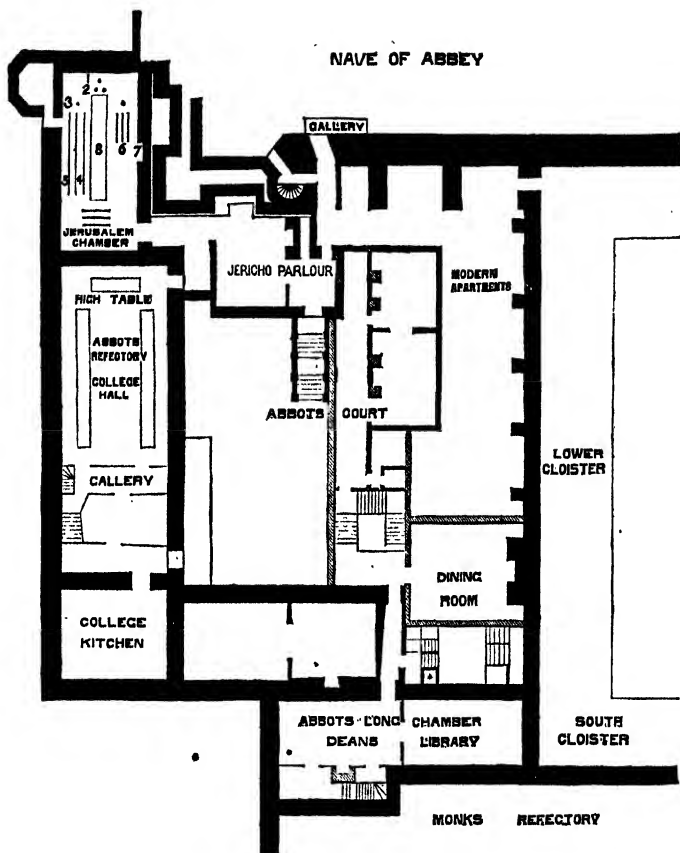 NAVE OF ABBEY
GALLERY
2
3
8
6
7
5
4
JERUSALEM
CHAMBER
JERICHO PARLOUR
MODERN
APARTMENTS
HIGH TABLE
ABBOTS
REFECTORY
COLLEGE
HALL
ABBOTS COURT
GALLERY
LOWER
CLOISTER
DINING
ROOM
COLLEGE
KITCHEN
ABBOTS LONG CHAMBER
DEANS LIBRARY
SOUTH
CLOISTER
MONKS REFECTORY